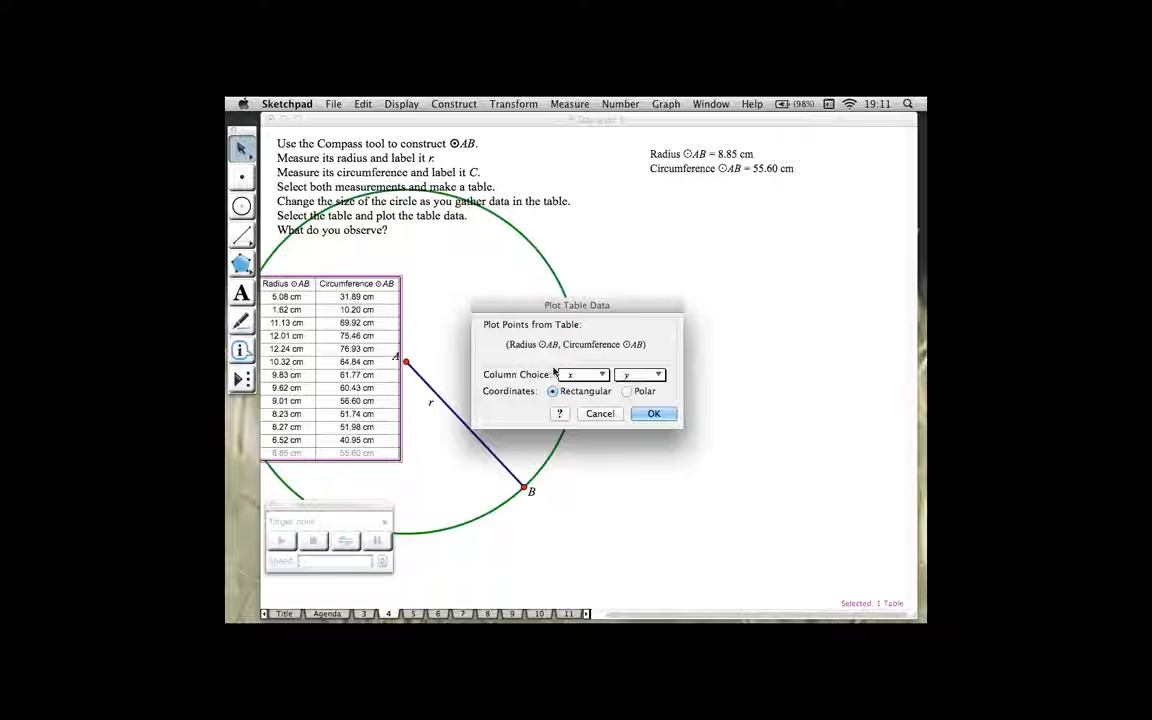 Sketchpad File Edit Display Construct Transform Measure Number Graph Window Help (98%) 19:11
Use the Compass tool to construct ⊙AB.
Measure its radius and label it r.
Measure its circumference and label it C.
Select both measurements and make a table.
Change the size of the circle as you gather data in the table.
Select the table and plot the table data.
What do you observe?
Radius ⊙AB = 8.85 cm
Circumference ⊙AB = 55.60 cm
Radius ⊙AB Circumference ⊙AB
5.08 cm 31.89 cm
1.62 cm 10.20 cm
11.13 cm 69.92 cm
12.01 cm 75.46 cm
12.24 cm 76.93 cm
10.32 cm 64.84 cm
9.83 cm 61.77 cm
9.62 cm 60.43 cm
9.01 cm 56.60 cm
8.23 cm 51.74 cm
8.27 cm 51.98 cm
6.52 cm 40.95 cm
8.85 cm 55.60 cm
A
r
B
Plot Table Data
Plot Points from Table:
(Radius ⊙AB, Circumference ⊙AB)
Column Choice: x y
Coordinates: Rectangular Polar
? Cancel OK
A
Target: none
Speed:
Selected: 1 Table
Title Agenda 3 4 5 6 7 8 9 10 11